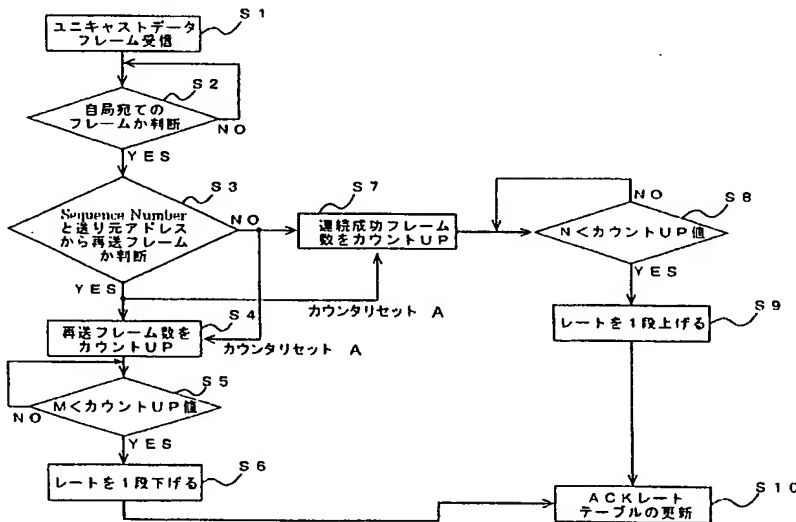 S1
ユニキャストデータ
フレーム受信
S2
自局宛ての
フレームか判断
NO
YES
S3
Sequence Number
と送り元アドレス
から再送フレーム
か判断
NO
YES
S7
連続成功フレーム
数をカウントUP
NO
S8
N<カウントUP値
YES
カウンタリセット A
S4
再送フレーム数を
カウントUP
カウンタリセット A
S9
レートを1段上げる
S5
M<カウントUP値
NO
YES
S6
レートを1段下げる
S10
ACKレート
テーブルの更新